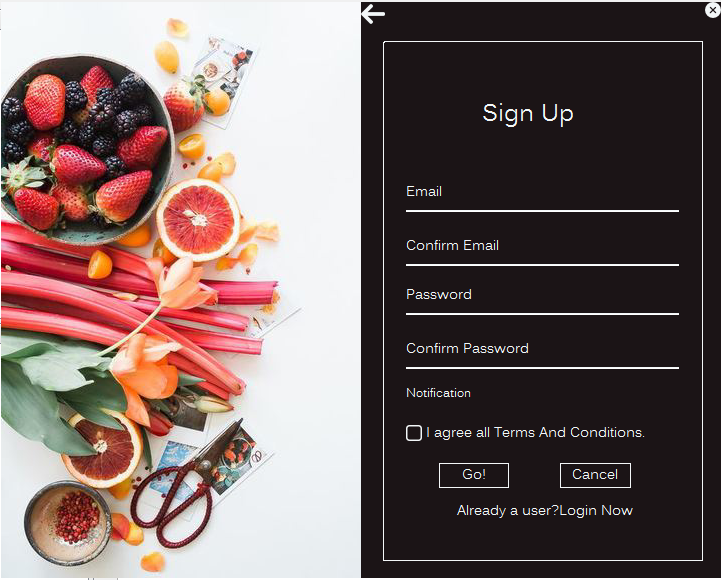 Sign Up
Email
Confirm Email
Password
Confirm Password
Notification
I agree all Terms And Conditions.
Go!
Cancel
Already a user?Login Now